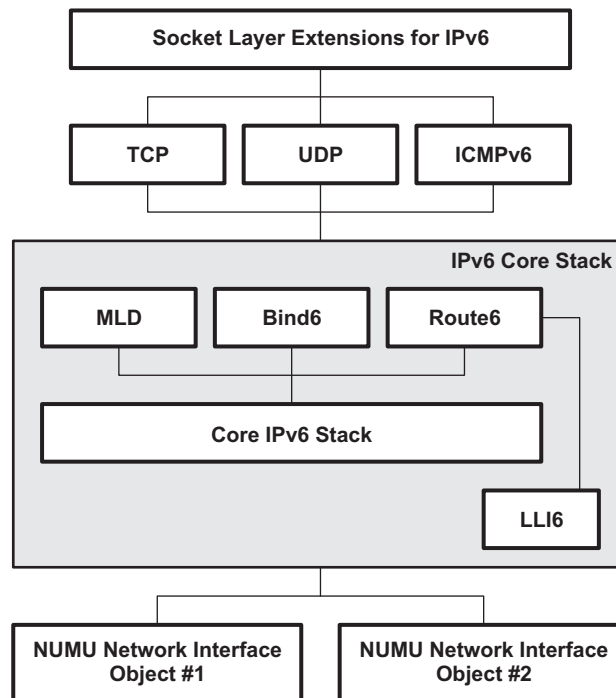 Socket Layer Extensions for IPv6
TCP
UDP
ICMPv6
IPv6 Core Stack
MLD
Bind6
Route6
Core IPv6 Stack
LLI6
NUMU Network Interface
Object #1
NUMU Network Interface
Object #2